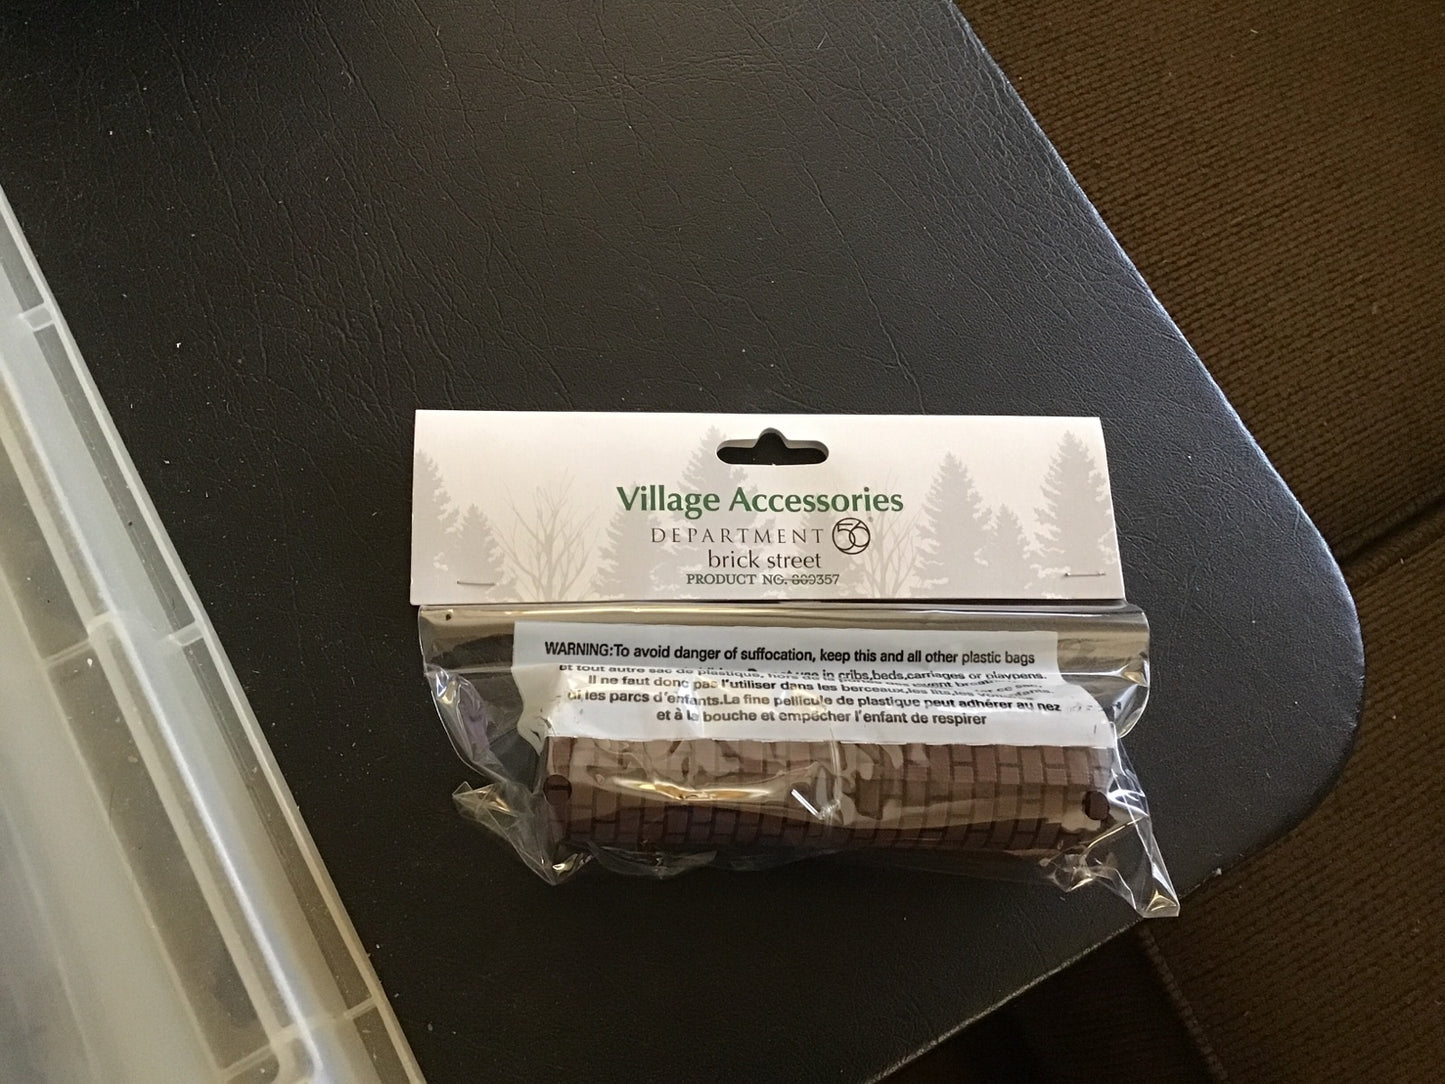 Village Accessories
DEPARTMENT 56®
brick street
PRODUCT NO. 809357
WARNING:To avoid danger of suffocation, keep this and all other plastic bags
et tout autre sac de plastique, in cribs,beds,carriages or playpens.
Il ne faut donc pas l'utiliser dans les berceaux,les lits,les
ni les parcs d'enfants.La fine pellicule de plastique peut adhérer au nez
et à la bouche et empêcher l'enfant de respirer